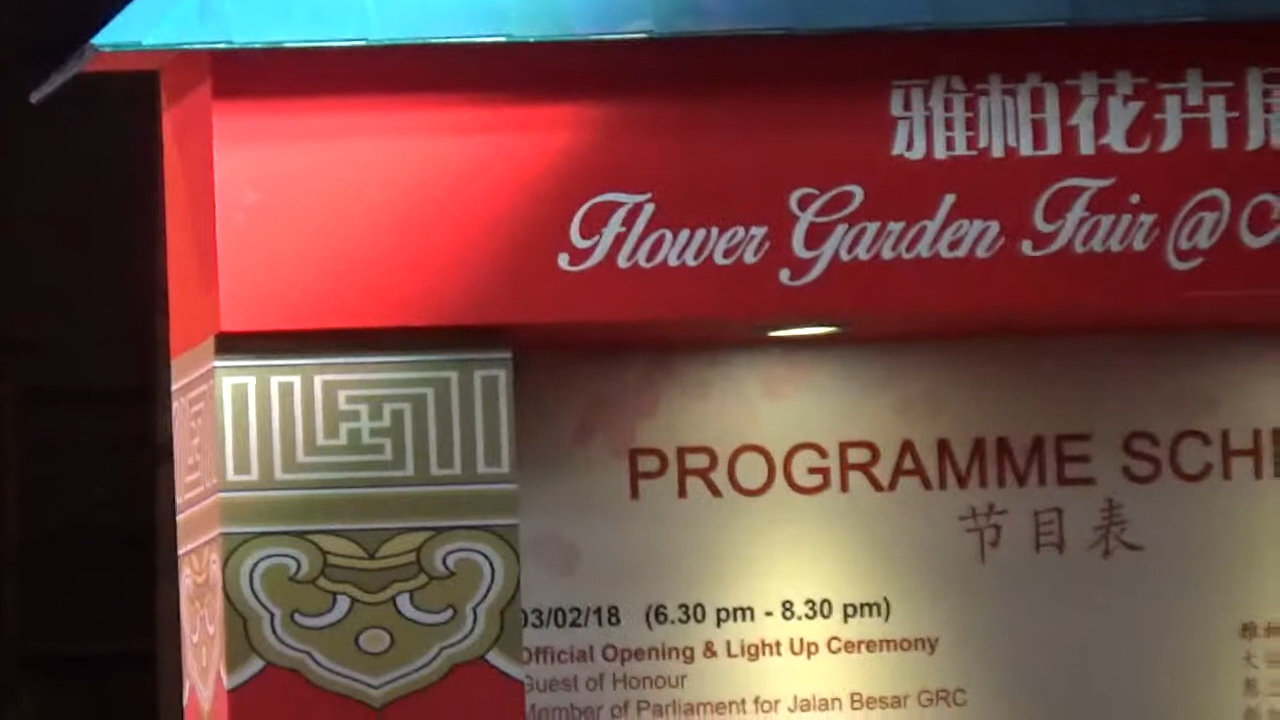 雅柏花卉展
Flower Garden Fair @
PROGRAMME SCHE
节目表
03/02/18 (6.30 pm - 8.30 pm)
Official Opening & Light Up Ceremony
Guest of Honour
Member of Parliament for Jalan Besar GRC